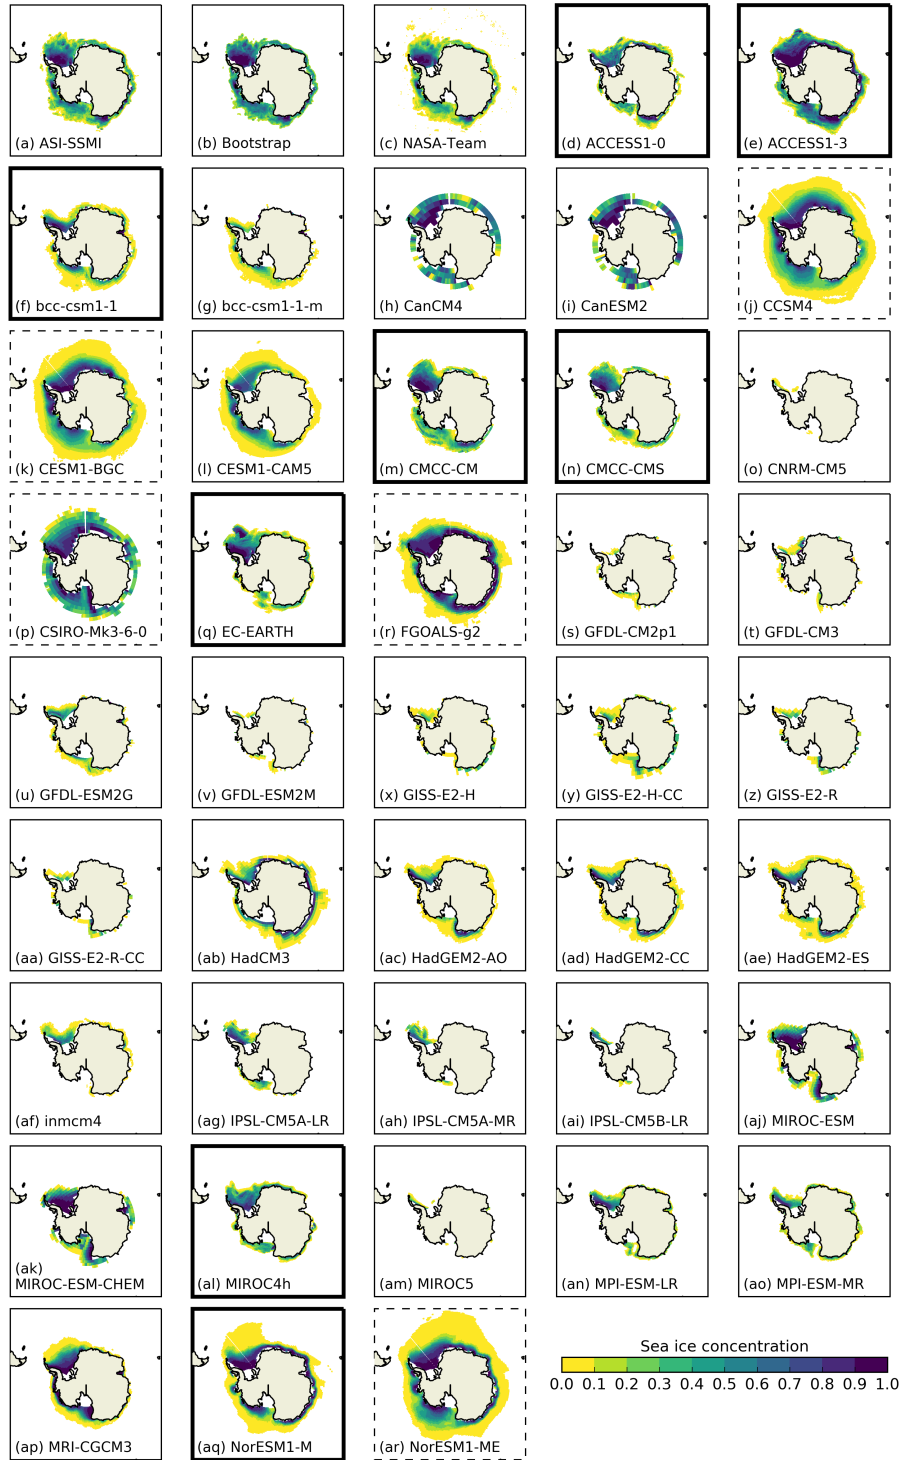 (a) ASI-SSMI
(b) Bootstrap
(c) NASA-Team
(d) ACCESS1-0
(e) ACCESS1-3
(f) bcc-csm1-1
(g) bcc-csm1-1-m
(h) CanCM4
(i) CanESM2
(j) CCSM4
(k) CESM1-BGC
(l) CESM1-CAM5
(m) CMCC-CM
(n) CMCC-CMS
(o) CNRM-CM5
(p) CSIRO-Mk3-6-0
(q) EC-EARTH
(r) FGOALS-g2
(s) GFDL-CM2p1
(t) GFDL-CM3
(u) GFDL-ESM2G
(v) GFDL-ESM2M
(x) GISS-E2-H
(y) GISS-E2-H-CC
(z) GISS-E2-R
(aa) GISS-E2-R-CC
(ab) HadCM3
(ac) HadGEM2-AO
(ad) HadGEM2-CC
(ae) HadGEM2-ES
(af) inmcm4
(ag) IPSL-CM5A-LR
(ah) IPSL-CM5A-MR
(ai) IPSL-CM5B-LR
(aj) MIROC-ESM
(ak)
MIROC-ESM-CHEM
(al) MIROC4h
(am) MIROC5
(an) MPI-ESM-LR
(ao) MPI-ESM-MR
(ap) MRI-CGCM3
(aq) NorESM1-M
(ar) NorESM1-ME
Sea ice concentration
0.0 0.1 0.2 0.3 0.4 0.5 0.6 0.7 0.8 0.9 1.0